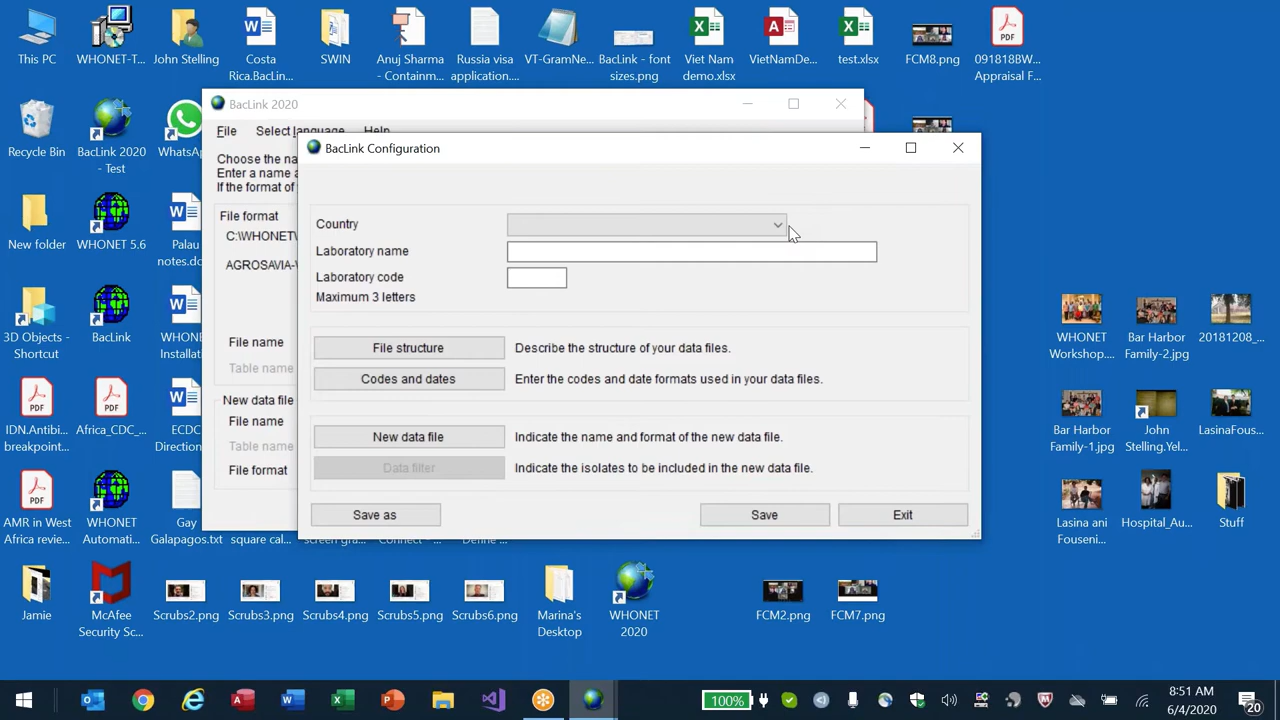 This PC
WHONET-T...
John Stelling
Costa
Rica.BacLin...
SWIN
Anuj Sharma
- Containm...
Russia visa
application....
VT-GramNe...
BacLink - font
sizes.png
Viet Nam
demo.xlsx
VietNamDe...
test.xlsx
FCM8.png
091818BW...
Appraisal F...
Recycle Bin
BacLink 2020
- Test
WhatsAp
New folder
WHONET 5.6
Palau
notes.dc
3D Objects -
Shortcut
BacLink
WHONE
Installati
IDN.Antibi...
breakpoint...
Africa_CDC_...
ECDC
AMR in West
Africa revie...
WHONET
Automati...
Gay
Galapagos.txt
square cal...
Jamie
McAfee
Security Sc...
Scrubs2.png
Scrubs3.png
Scrubs4.png
Scrubs5.png
Scrubs6.png
Marina's
Desktop
WHONET
2020
FCM2.png
FCM7.png
WHONET
Workshop....
Bar Harbor
Family-2.jpg
20181208_...
Bar Harbor
Family-1.jpg
John
Stelling.Yel...
LasinaFous...
Lasina ani
Fouseni...
Hospital_Au...
Stuff
BacLink 2020
File
Select language
Help
Choose the na
Enter a name a
If the format of
File format
C:\WHONET\
AGROSAVIA-V
File name
Table name
New data file
File name
Table name
File format
BacLink Configuration
Country
Laboratory name
Laboratory code
Maximum 3 letters
File structure
Describe the structure of your data files.
Codes and dates
Enter the codes and date formats used in your data files.
New data file
Indicate the name and format of the new data file.
Data filter
Indicate the isolates to be included in the new data file.
Save as
Save
Exit
100%
8:51 AM
6/4/2020
20